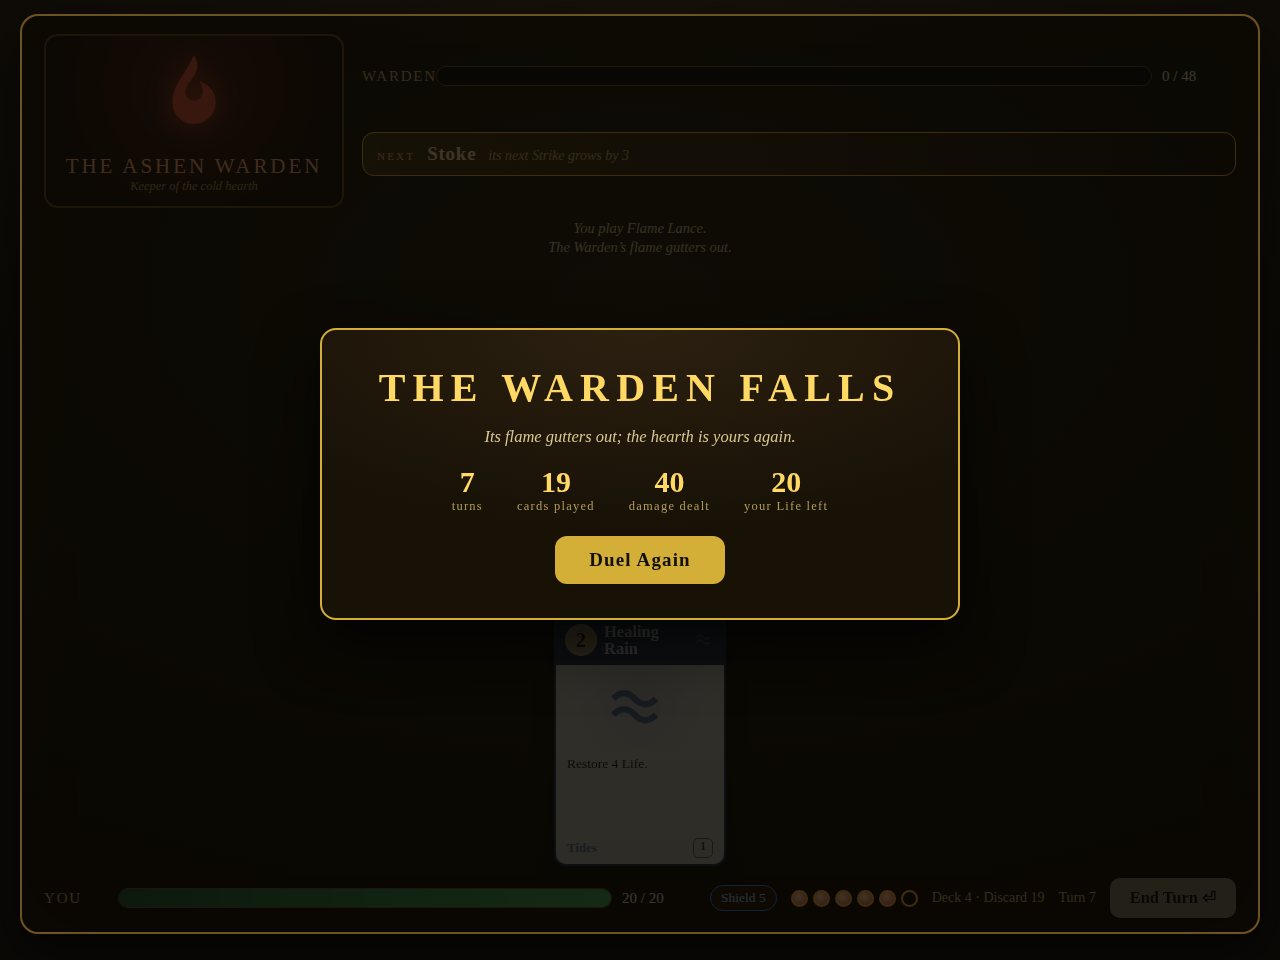 THE ASHEN WARDEN
Keeper of the cold hearth
WARDEN 0 / 48
NEXT Stoke its next Strike grows by 3
You play Flame Lance.
The Warden’s flame gutters out.
THE WARDEN FALLS
Its flame gutters out; the hearth is yours again.
7 19 40 20
turns cards played damage dealt your Life left
Duel Again
2 Healing
Rain
Restore 4 Life.
Tides 1
YOU 20 / 20 Shield 5 Deck 4 · Discard 19 Turn 7 End Turn ⏎